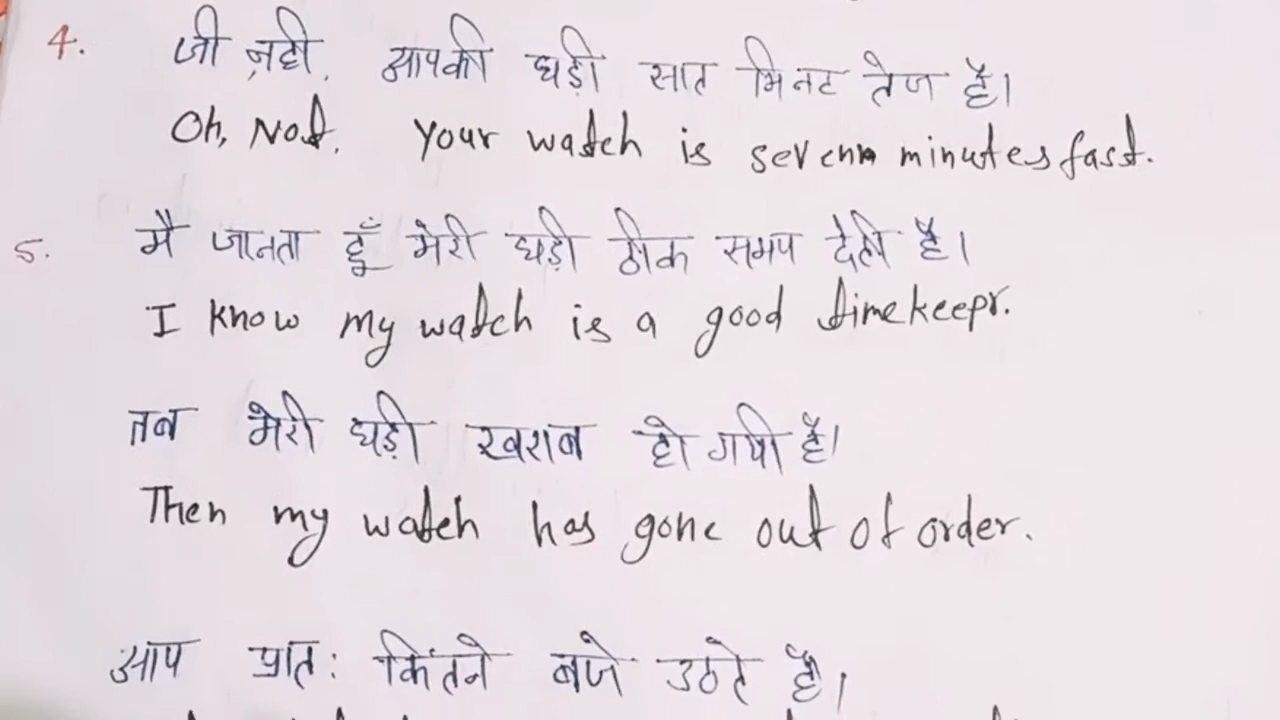 4. जी नही, आपकी घड़ी सात मिनट तेज है।
Oh, Not. Your watch is sevenn minutes fast.
5. मै जानता हूँ मेरी घड़ी ठीक समय देती है।
I know my watch is a good timekeepr.
तब मेरी घड़ी खराब हो गयी है।
Then my watch has gone out of order.
आप प्रात: कितने बजे उठते है।